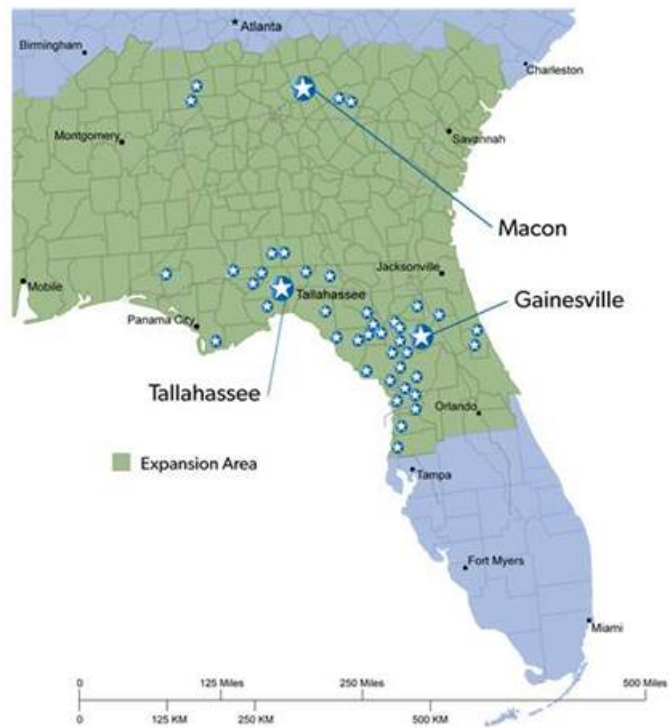 Atlanta
Birmingham
Charleston
Montgomery
Savannah
Macon
Mobile
Jacksonville
Tallahassee
Gainesville
Panama City
Tallahassee
Orlando
Expansion Area
Tampa
Fort Myers
Miami
0 125 Miles 250 Miles 500 Miles
0 125 KM 250 KM 500 KM